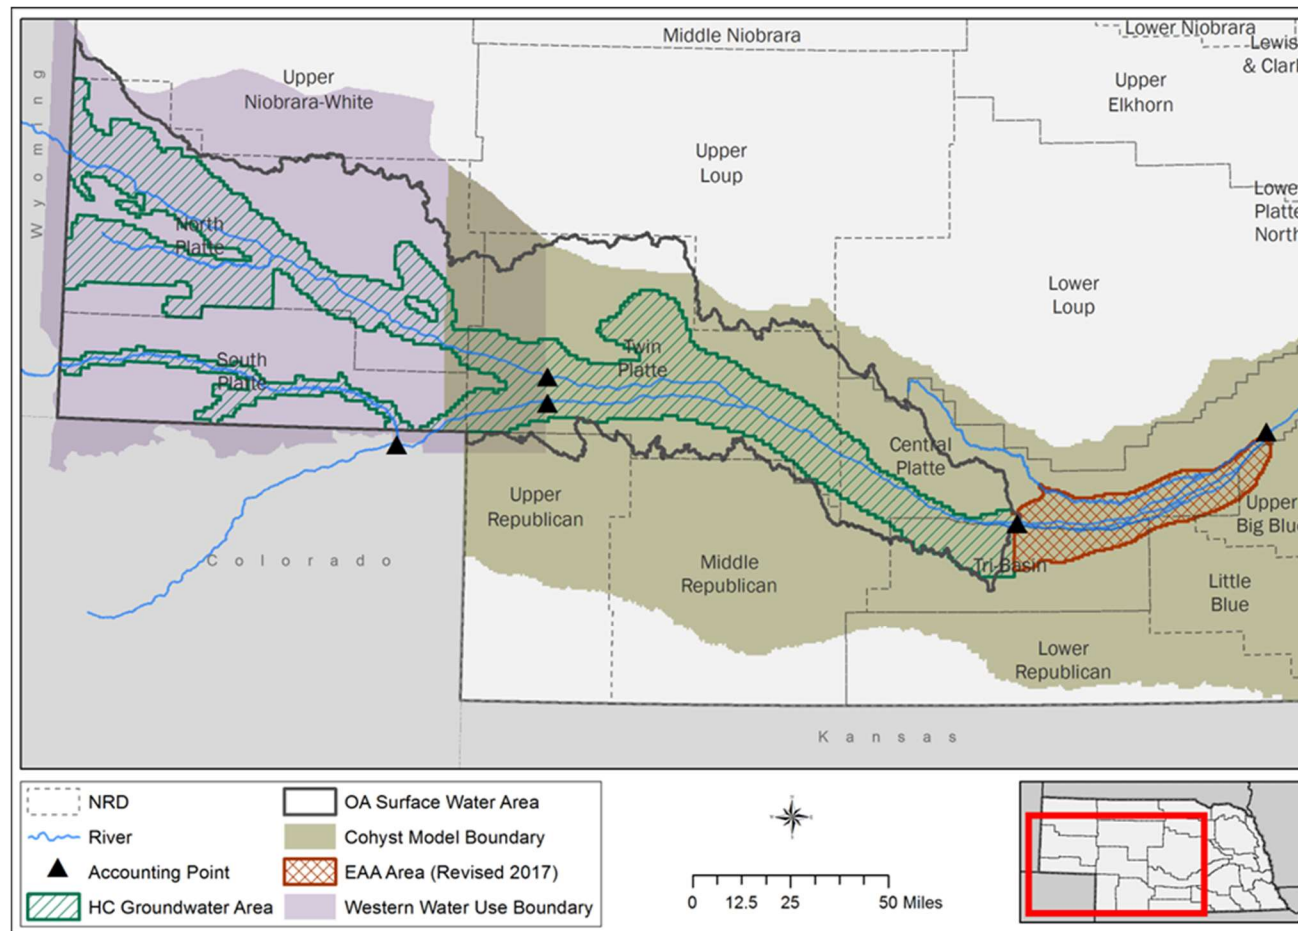 Middle Niobrara
Lower Niobrara
Lewis
& Clark
Upper
Niobrara-White
Upper
Elkhorn
Upper
Loup
Wyoming
Lower
Platte
North
North
Platte
Lower
Loup
Twin
Platte
South
Platte
Central
Platte
Upper
Republican
Upper
Big Blue
Colorado
Middle
Republican
Tri-Basin
Little
Blue
Lower
Republican
Kansas
NRD
River
Accounting Point
HC Groundwater Area
OA Surface Water Area
Cohyst Model Boundary
EAA Area (Revised 2017)
Western Water Use Boundary
0 12.5 25 50 Miles